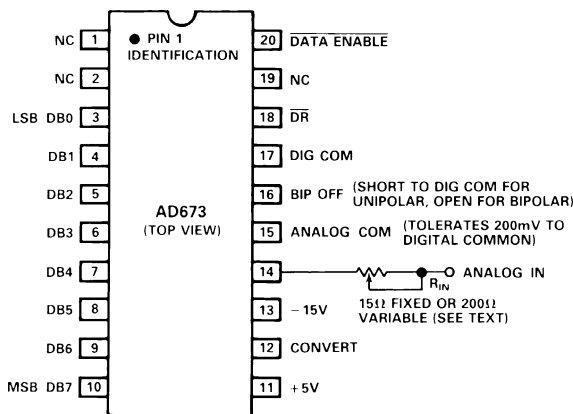 NC 1
● PIN 1
IDENTIFICATION
NC 2
LSB DB0 3
DB1 4
DB2 5
DB3 6
DB4 7
DB5 8
DB6 9
MSB DB7 10
AD673
(TOP VIEW)
20 DATA ENABLE
19 NC
18 DR
17 DIG COM
16 BIP OFF (SHORT TO DIG COM FOR
UNIPOLAR, OPEN FOR BIPOLAR)
15 ANALOG COM (TOLERATES 200mV TO
DIGITAL COMMON)
14 ANALOG IN
RIN
15Ω FIXED OR 200Ω
VARIABLE (SEE TEXT)
13 −15V
12 CONVERT
11 +5V